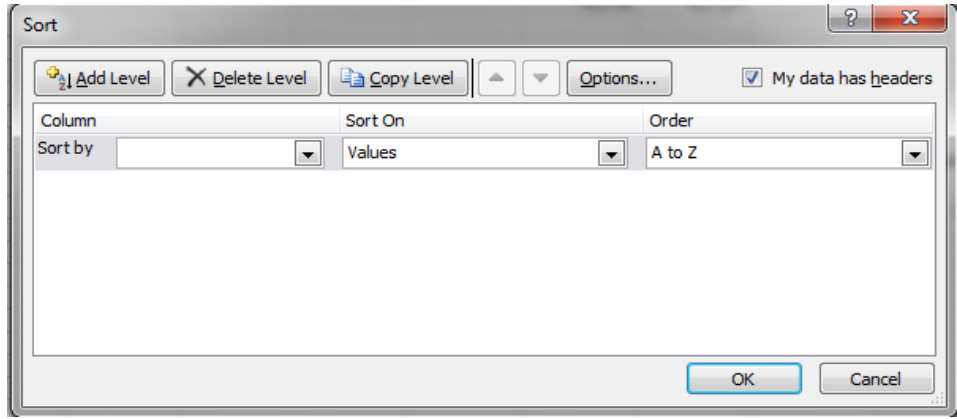 Sort
Add Level Delete Level Copy Level Options... My data has headers
Column Sort On Order
Sort by Values A to Z
OK Cancel